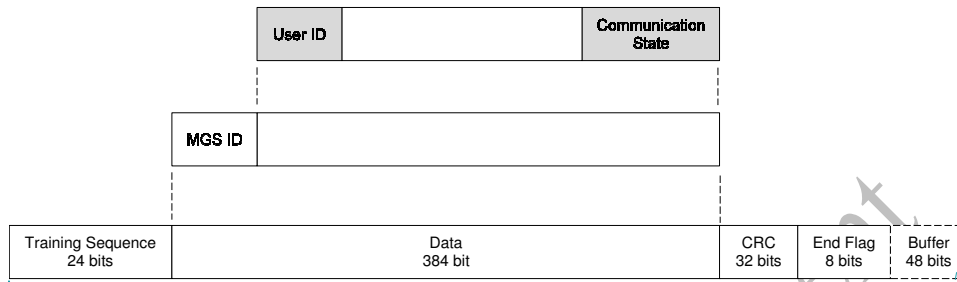 User ID
Communication
State
MGS ID
Training Sequence
24 bits
Data
384 bit
CRC
32 bits
End Flag
8 bits
Buffer
48 bits